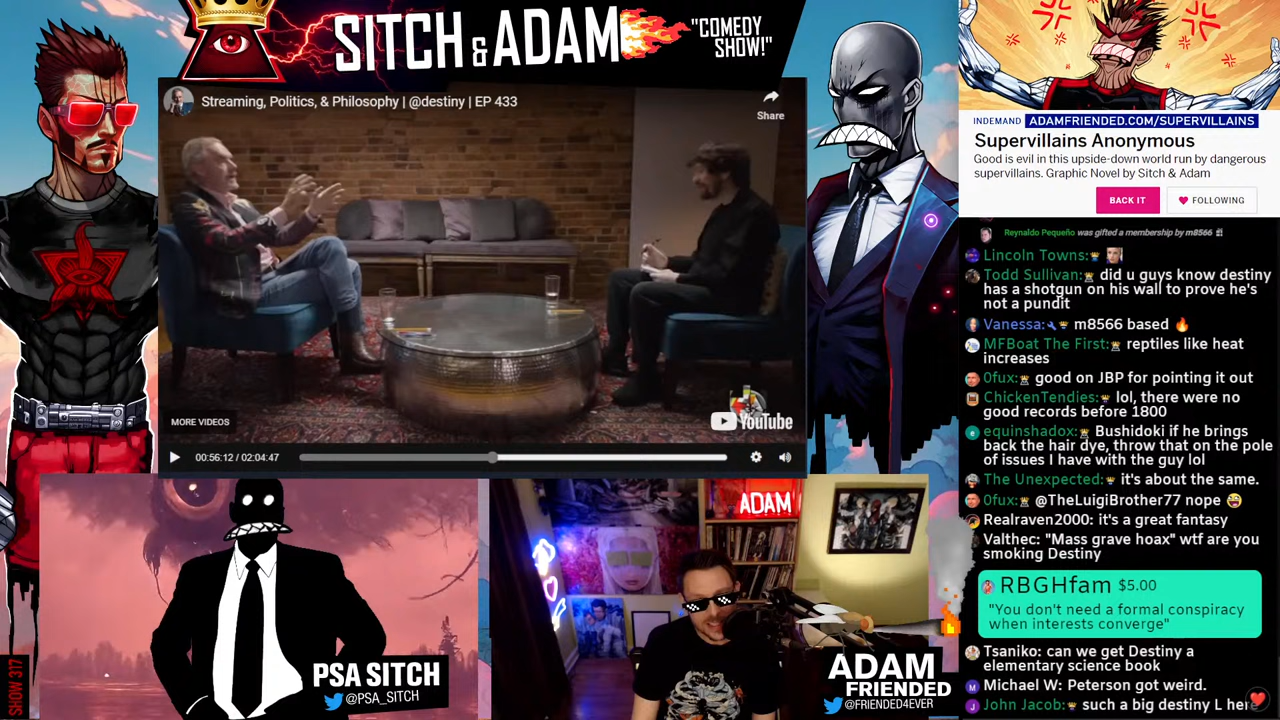 SITCH & ADAM
"COMEDY
SHOW!"
Streaming, Politics, & Philosophy | @destiny | EP 433
Share
MORE VIDEOS
YouTube
00:56:12 / 02:04:47
ADAM
SHOW 317
PSA SITCH
@PSA_SITCH
ADAM
FRIENDED
@FRIENDED4EVER
INDEMAND ADAMFRIENDED.COM/SUPERVILLAINS
Supervillains Anonymous
Good is evil in this upside-down world run by dangerous
supervillains. Graphic Novel by Sitch & Adam
BACK IT
FOLLOWING
Reynaldo Pequeño was gifted a membership by m8566
Lincoln Towns:
Todd Sullivan: did u guys know destiny
has a shotgun on his wall to prove he's
not a pundit
Vanessa: m8566 based
MFBoat The First: reptiles like heat
increases
0fux: good on JBP for pointing it out
ChickenTendies: lol, there were no
good records before 1800
equinshadox: Bushidoki if he brings
back the hair dye, throw that on the pole
of issues I have with the guy lol
The Unexpected: it's about the same.
0fux: @TheLuigiBrother77 nope
Realraven2000: it's a great fantasy
Valthec: "Mass grave hoax" wtf are you
smoking Destiny
RBGHfam $5.00
"You don't need a formal conspiracy
when interests converge"
Tsaniko: can we get Destiny a
elementary science book
Michael W: Peterson got weird.
John Jacob: such a big destiny L here